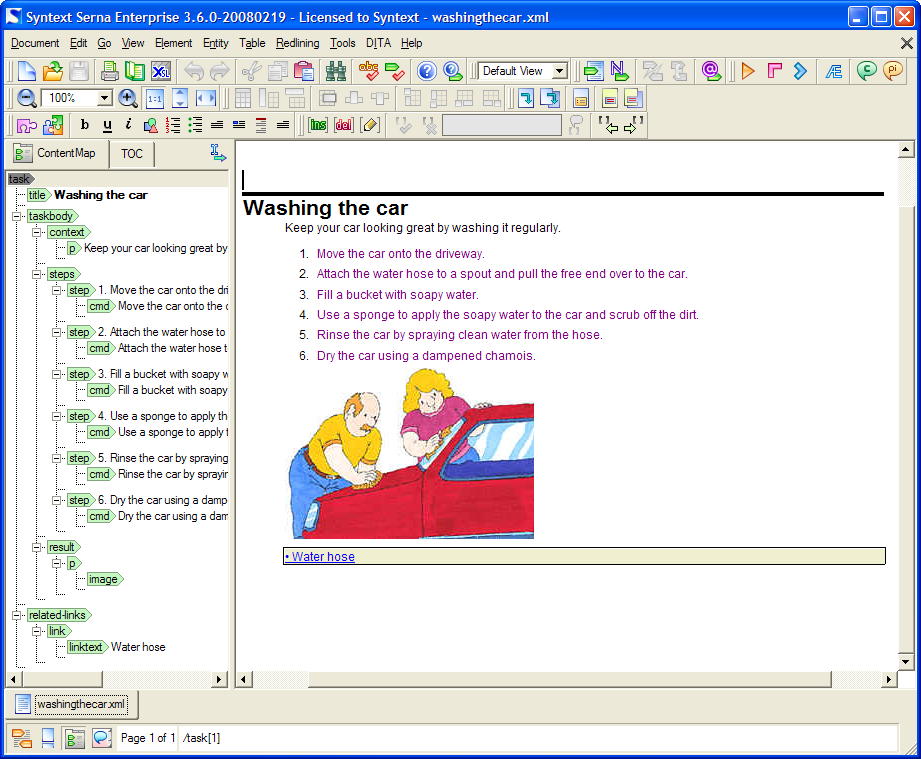 Syntext Serna Enterprise 3.6.0-20080219 - Licensed to Syntext - washingthecar.xml
Document Edit Go View Element Entity Table Redlining Tools DITA Help
XSL abc Default View N Æ PI
100% 1:1
b u i ins del
ContentMap TOC
task
title Washing the car
taskbody
context
p Keep your car looking great by
steps
step 1. Move the car onto the dri
cmd Move the car onto the c
step 2. Attach the water hose to
cmd Attach the water hose t
step 3. Fill a bucket with soapy w
cmd Fill a bucket with soapy
step 4. Use a sponge to apply th
cmd Use a sponge to apply t
step 5. Rinse the car by spraying
cmd Rinse the car by sprayin
step 6. Dry the car using a damp
cmd Dry the car using a dam
result
p
image
related-links
link
linktext Water hose
Washing the car
Keep your car looking great by washing it regularly.
1. Move the car onto the driveway.
2. Attach the water hose to a spout and pull the free end over to the car.
3. Fill a bucket with soapy water.
4. Use a sponge to apply the soapy water to the car and scrub off the dirt.
5. Rinse the car by spraying clean water from the hose.
6. Dry the car using a dampened chamois.
• Water hose
washingthecar.xml
Page 1 of 1 /task[1]